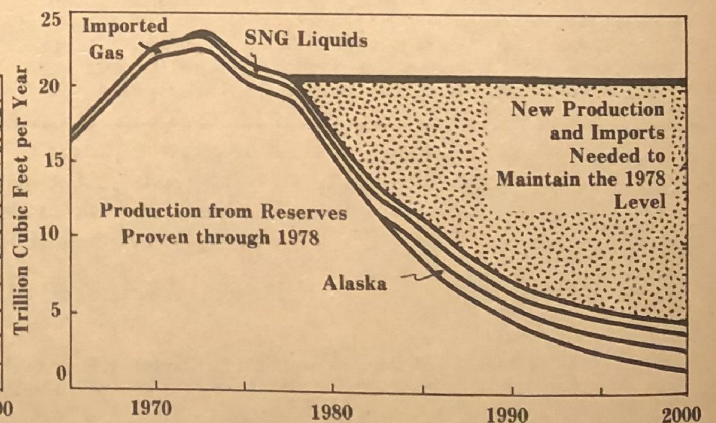 Trillion Cubic Feet per Year
25
20
15
10
5
0
Imported
Gas
SNG Liquids
New Production
and Imports
Needed to
Maintain the 1978
Level
Production from Reserves
Proven through 1978
Alaska
00
1970
1980
1990
2000